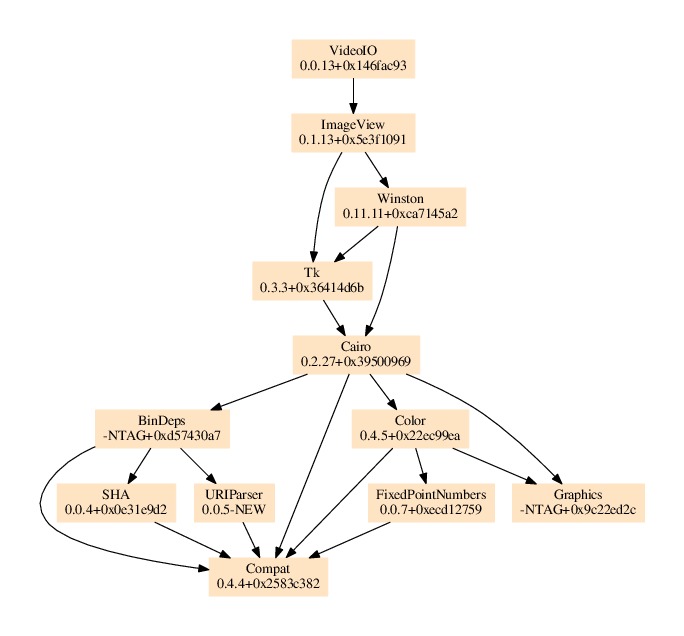 VideoIO
0.0.13+0x146fac93
ImageView
0.1.13+0x5e3f1091
Winston
0.11.11+0xca7145a2
Tk
0.3.3+0x36414d6b
Cairo
0.2.27+0x39500969
BinDeps
-NTAG+0xd57430a7
Color
0.4.5+0x22ec99ea
SHA
0.0.4+0x0e31e9d2
URIParser
0.0.5-NEW
FixedPointNumbers
0.0.7+0xecd12759
Graphics
-NTAG+0x9c22ed2c
Compat
0.4.4+0x2583c382